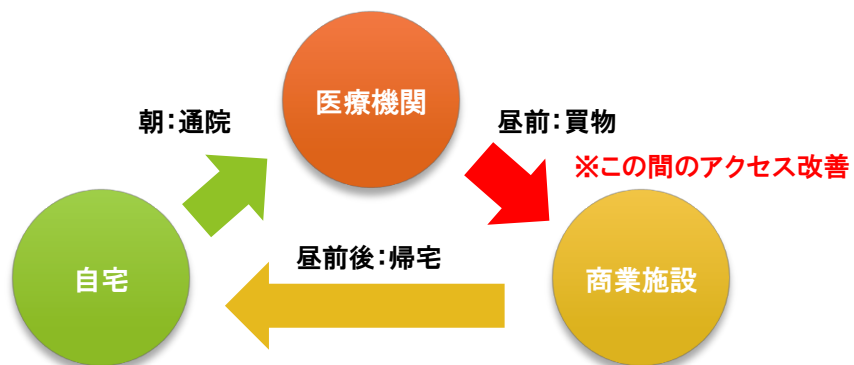 医療機関
朝：通院
昼前：買物
※この間のアクセス改善
昼前後：帰宅
自宅
商業施設